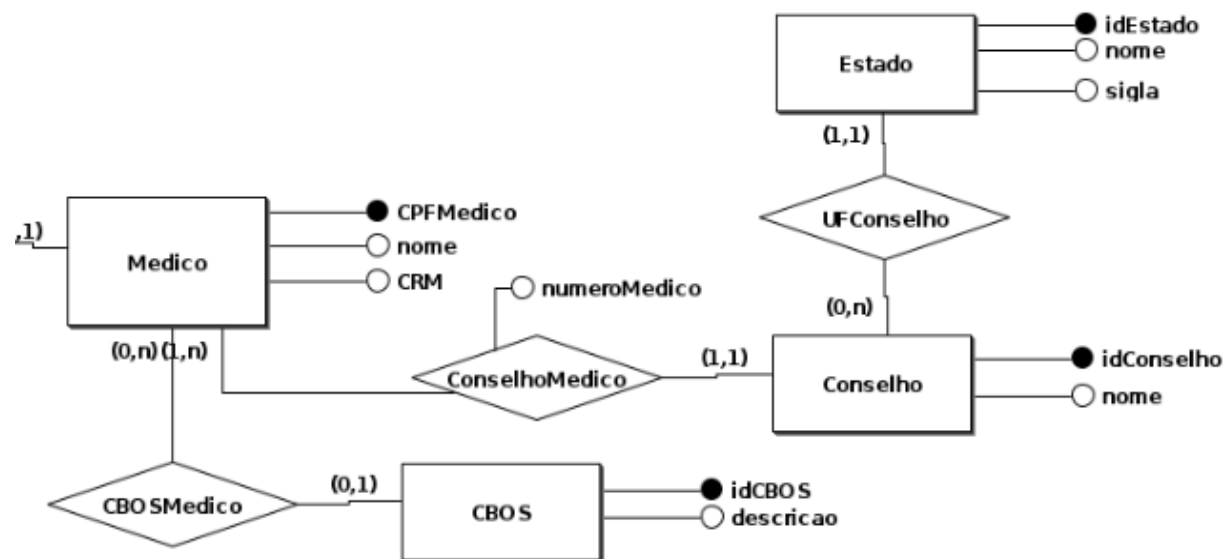 idEstado
Estado
nome
sigla
(1,1)
UFConselho
(0,n)
,1)
Medico
CPFMedico
nome
CRM
(0,n)
(1,n)
numeroMedico
ConselhoMedico
(1,1)
Conselho
idConselho
nome
CBOSMedico
(0,1)
CBOS
idCBOS
descricao